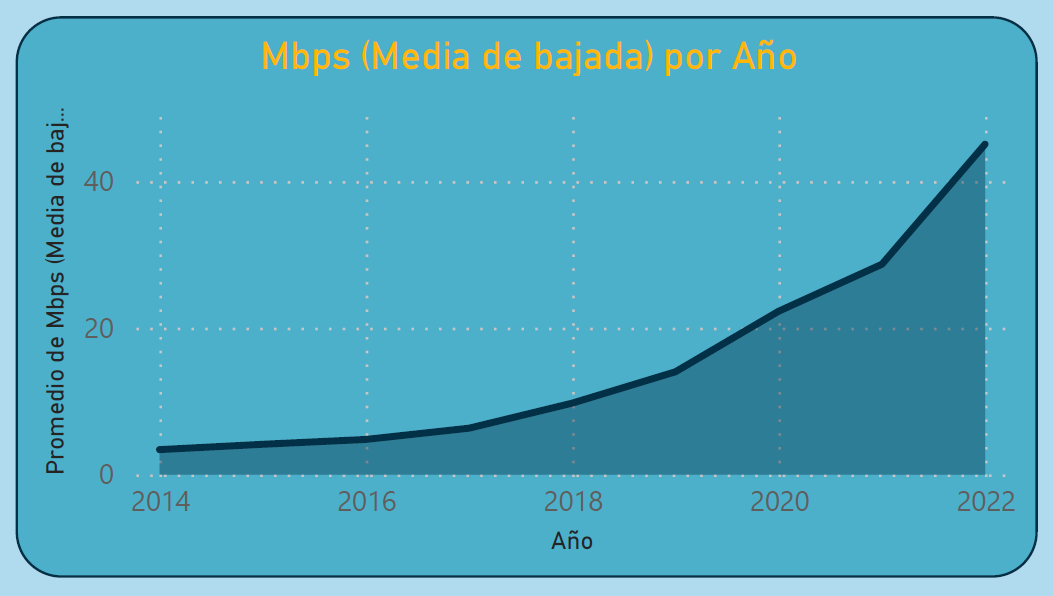 Mbps (Media de bajada) por Año
Promedio de Mbps (Media de baj...
40
20
0
2014 2016 2018 2020 2022
Año